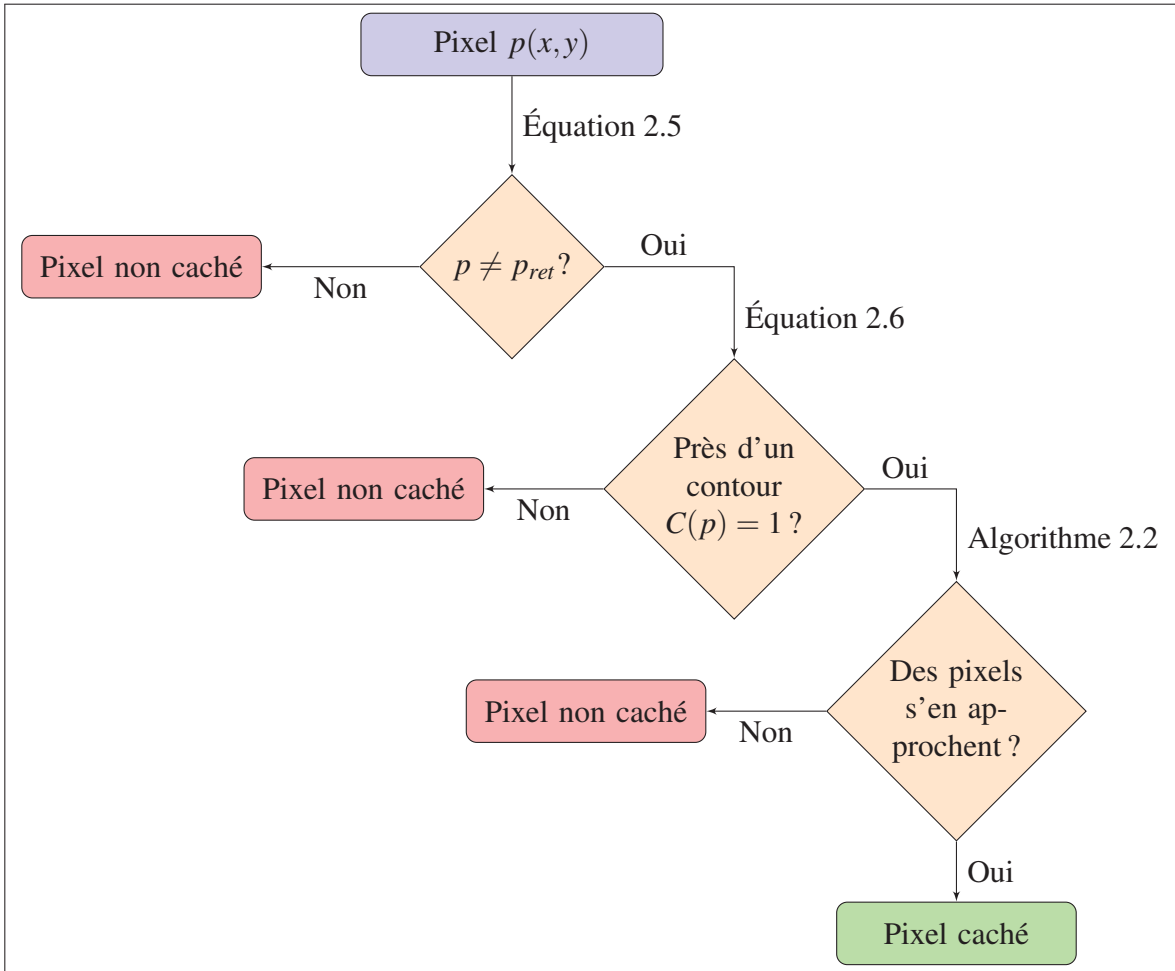 Pixel p(x,y)
Équation 2.5
p ≠ p_ret ?
Oui
Pixel non caché
Non
Équation 2.6
Près d'un
contour
C(p) = 1 ?
Oui
Pixel non caché
Non
Algorithme 2.2
Des pixels
s'en ap-
prochent ?
Pixel non caché
Non
Oui
Pixel caché